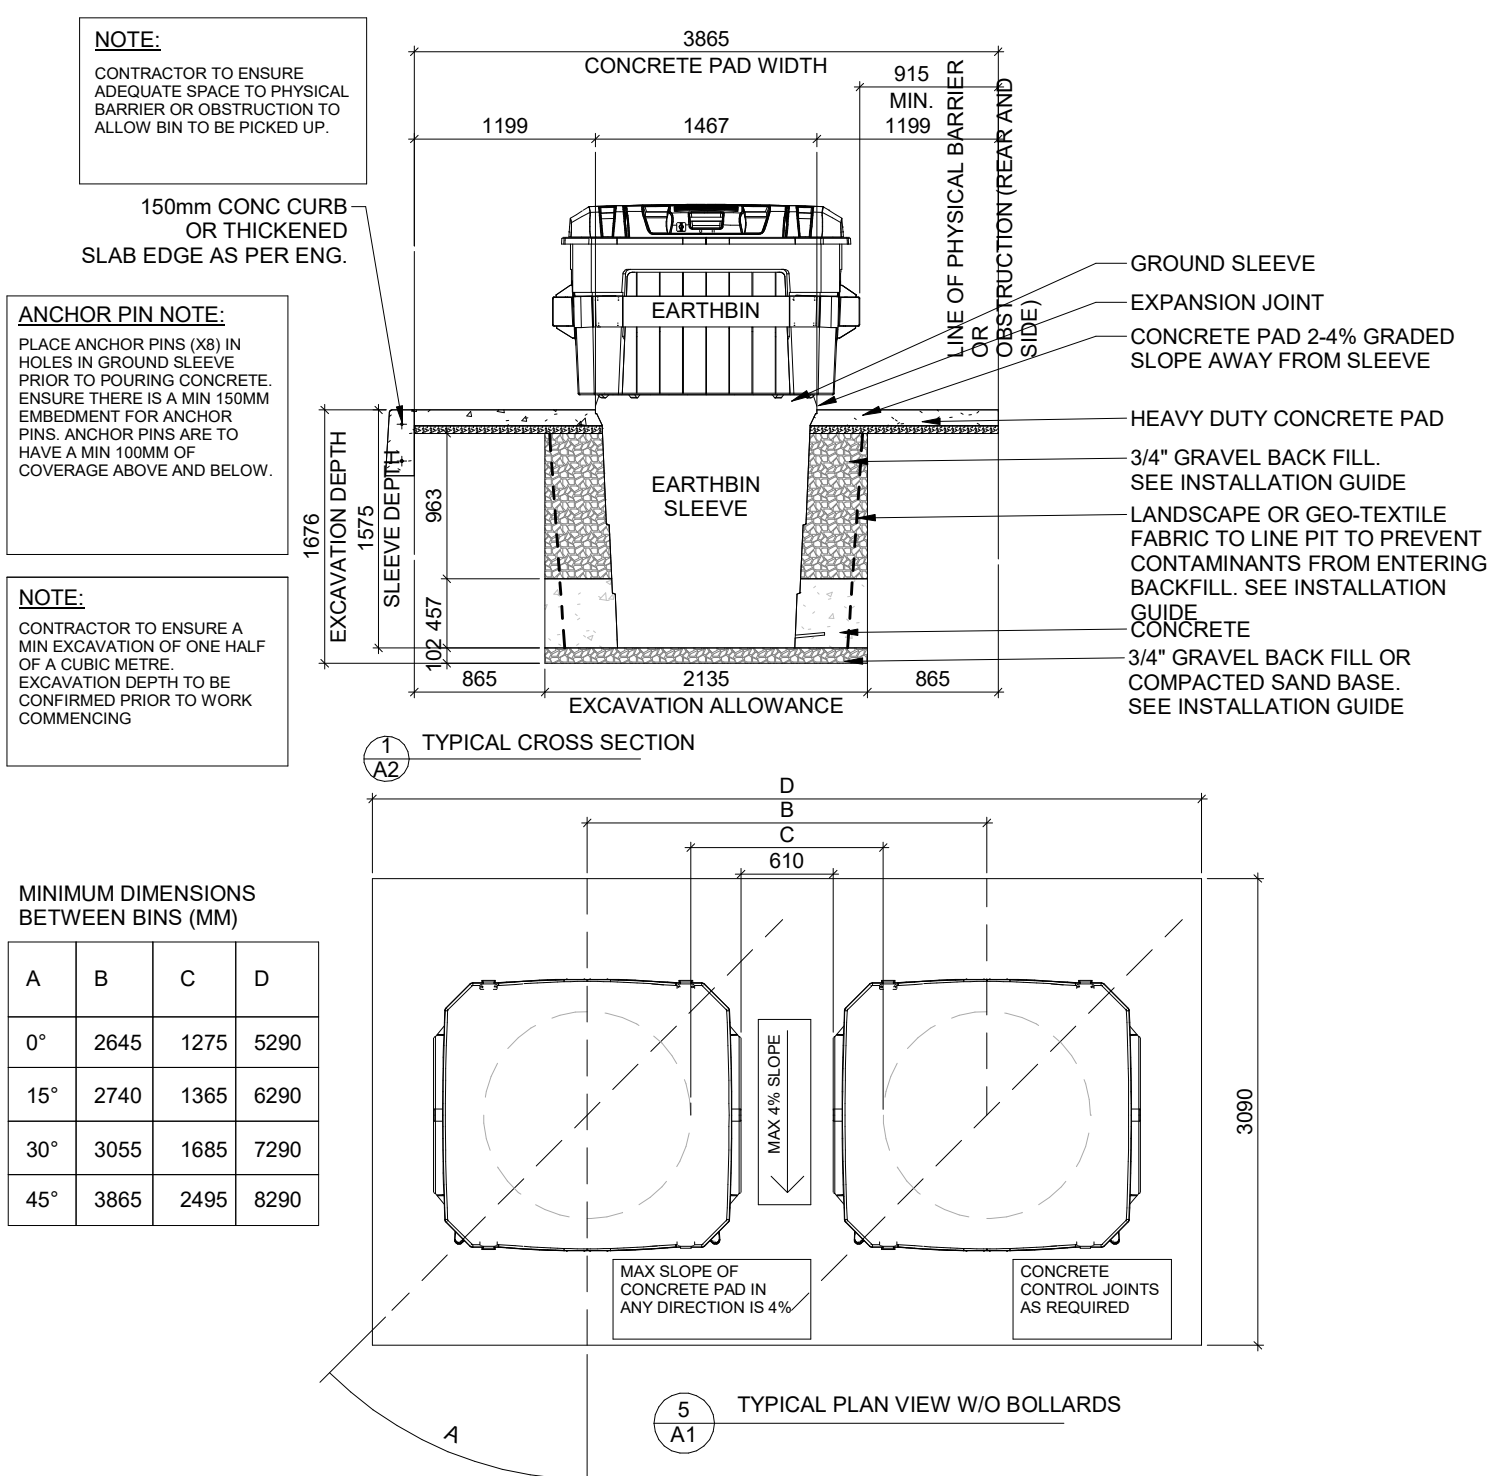 NOTE:
CONTRACTOR TO ENSURE
ADEQUATE SPACE TO PHYSICAL
BARRIER OR OBSTRUCTION TO
ALLOW BIN TO BE PICKED UP.
3865
CONCRETE PAD WIDTH
915
MIN.
1199
1467
1199
LINE OF PHYSICAL BARRIER
OR
OBSTRUCTION (REAR AND
SIDE)
150mm CONC CURB
OR THICKENED
SLAB EDGE AS PER ENG.
ANCHOR PIN NOTE:
PLACE ANCHOR PINS (X8) IN
HOLES IN GROUND SLEEVE
PRIOR TO POURING CONCRETE.
ENSURE THERE IS A MIN 150MM
EMBEDMENT FOR ANCHOR
PINS. ANCHOR PINS ARE TO
HAVE A MIN 100MM OF
COVERAGE ABOVE AND BELOW.
NOTE:
CONTRACTOR TO ENSURE A
MIN EXCAVATION OF ONE HALF
OF A CUBIC METRE.
EXCAVATION DEPTH TO BE
CONFIRMED PRIOR TO WORK
COMMENCING
EARTHBIN
EARTHBIN
SLEEVE
1676
EXCAVATION DEPTH
1575
SLEEVE DEPTH
963
457
102
865
2135
865
EXCAVATION ALLOWANCE
GROUND SLEEVE
EXPANSION JOINT
CONCRETE PAD 2-4% GRADED
SLOPE AWAY FROM SLEEVE
HEAVY DUTY CONCRETE PAD
3/4" GRAVEL BACK FILL.
SEE INSTALLATION GUIDE
LANDSCAPE OR GEO-TEXTILE
FABRIC TO LINE PIT TO PREVENT
CONTAMINANTS FROM ENTERING
BACKFILL. SEE INSTALLATION
GUIDE
CONCRETE
3/4" GRAVEL BACK FILL OR
COMPACTED SAND BASE.
SEE INSTALLATION GUIDE
1
A2
TYPICAL CROSS SECTION
D
B
C
610
MINIMUM DIMENSIONS
BETWEEN BINS (MM)
A B C D
0° 2645 1275 5290
15° 2740 1365 6290
30° 3055 1685 7290
45° 3865 2495 8290
MAX 4% SLOPE
3090
MAX SLOPE OF
CONCRETE PAD IN
ANY DIRECTION IS 4%
CONCRETE
CONTROL JOINTS
AS REQUIRED
A
5
A1
TYPICAL PLAN VIEW W/O BOLLARDS